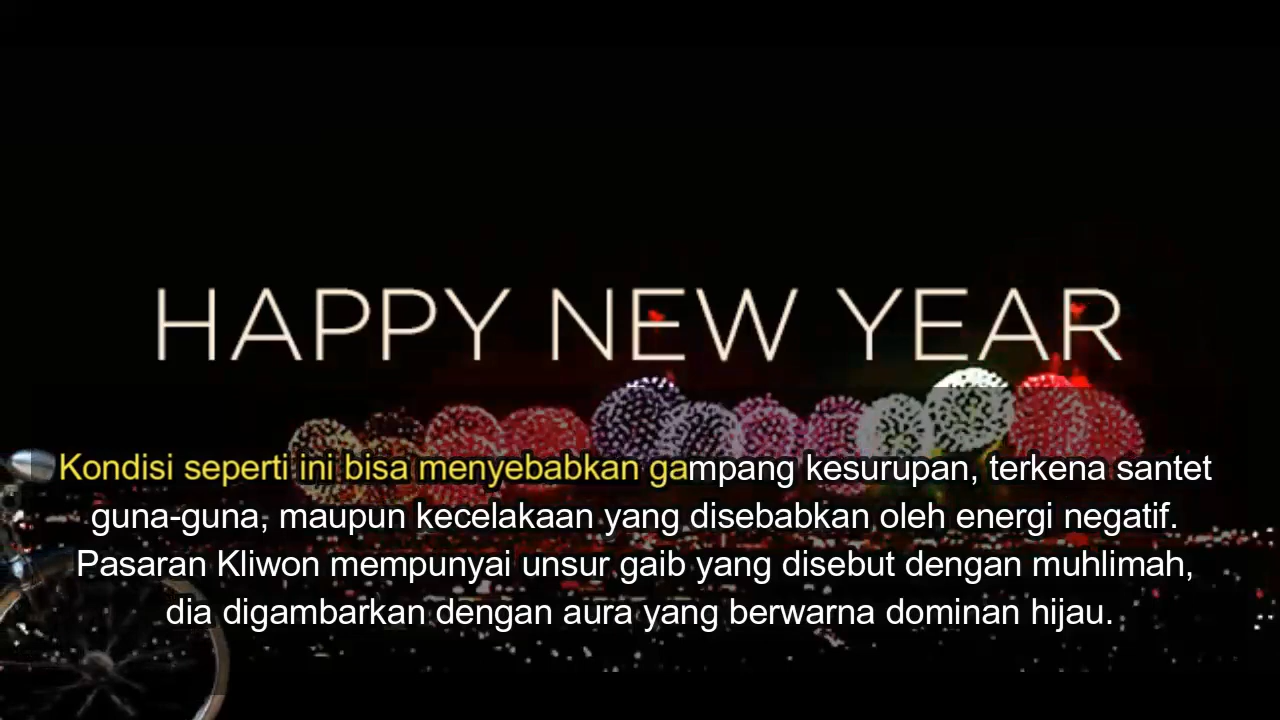 HAPPY NEW YEAR
Kondisi seperti ini bisa menyebabkan gampang kesurupan, terkena santet
guna-guna, maupun kecelakaan yang disebabkan oleh energi negatif.
Pasaran Kliwon mempunyai unsur gaib yang disebut dengan muhlimah,
dia digambarkan dengan aura yang berwarna dominan hijau.